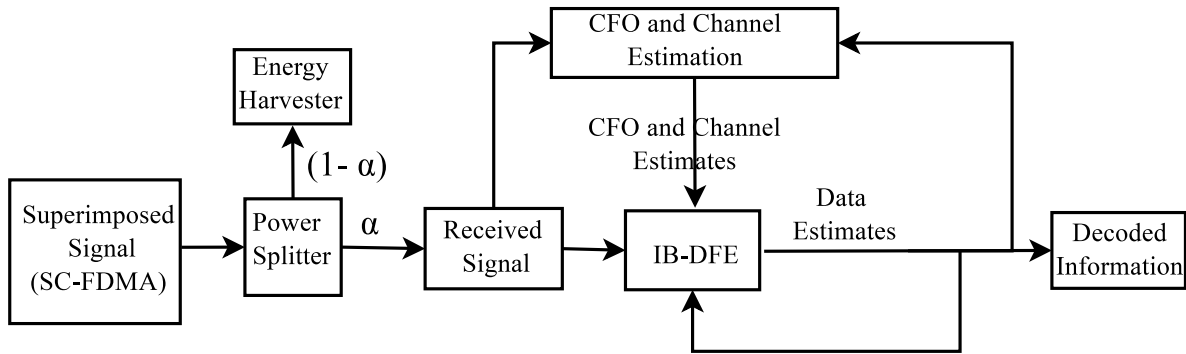 CFO and Channel
Estimation
Energy
Harvester
CFO and Channel
Estimates
(1- α)
Superimposed
Signal
(SC-FDMA)
Power
Splitter
α
Received
Signal
IB-DFE
Data
Estimates
Decoded
Information